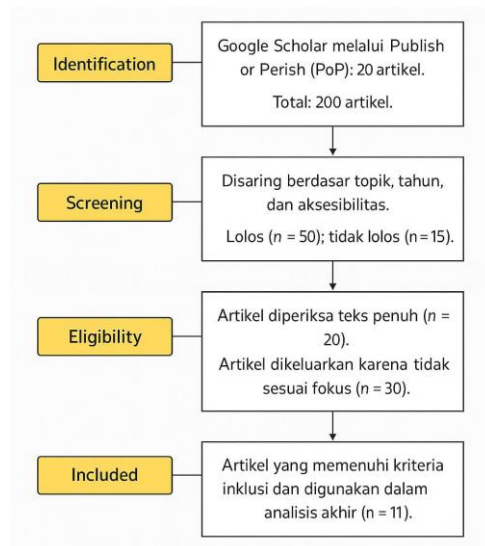 Identification
Google Scholar melalui Publish
or Perish (PoP): 20 artikel.
Total: 200 artikel.
Screening
Disaring berdasar topik, tahun,
dan aksesibilitas.
Lolos (n = 50); tidak lolos (n = 15).
Eligibility
Artikel diperiksa teks penuh (n =
20).
Artikel dikeluarkan karena tidak
sesuai fokus (n = 30).
Included
Artikel yang memenuhi kriteria
inklusi dan digunakan dalam
analisis akhir (n = 11).